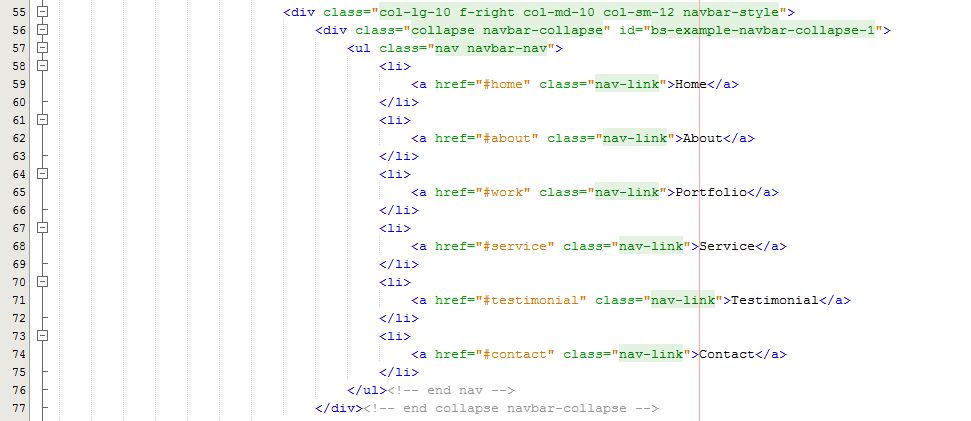 55 <div class="col-lg-10 f-right col-md-10 col-sm-12 navbar-style">
56 <div class="collapse navbar-collapse" id="bs-example-navbar-collapse-1">
57 <ul class="nav navbar-nav">
58 <li>
59 <a href="#home" class="nav-link">Home</a>
60 </li>
61 <li>
62 <a href="#about" class="nav-link">About</a>
63 </li>
64 <li>
65 <a href="#work" class="nav-link">Portfolio</a>
66 </li>
67 <li>
68 <a href="#service" class="nav-link">Service</a>
69 </li>
70 <li>
71 <a href="#testimonial" class="nav-link">Testimonial</a>
72 </li>
73 <li>
74 <a href="#contact" class="nav-link">Contact</a>
75 </li>
76 </ul><!-- end nav -->
77 </div><!-- end collapse navbar-collapse -->